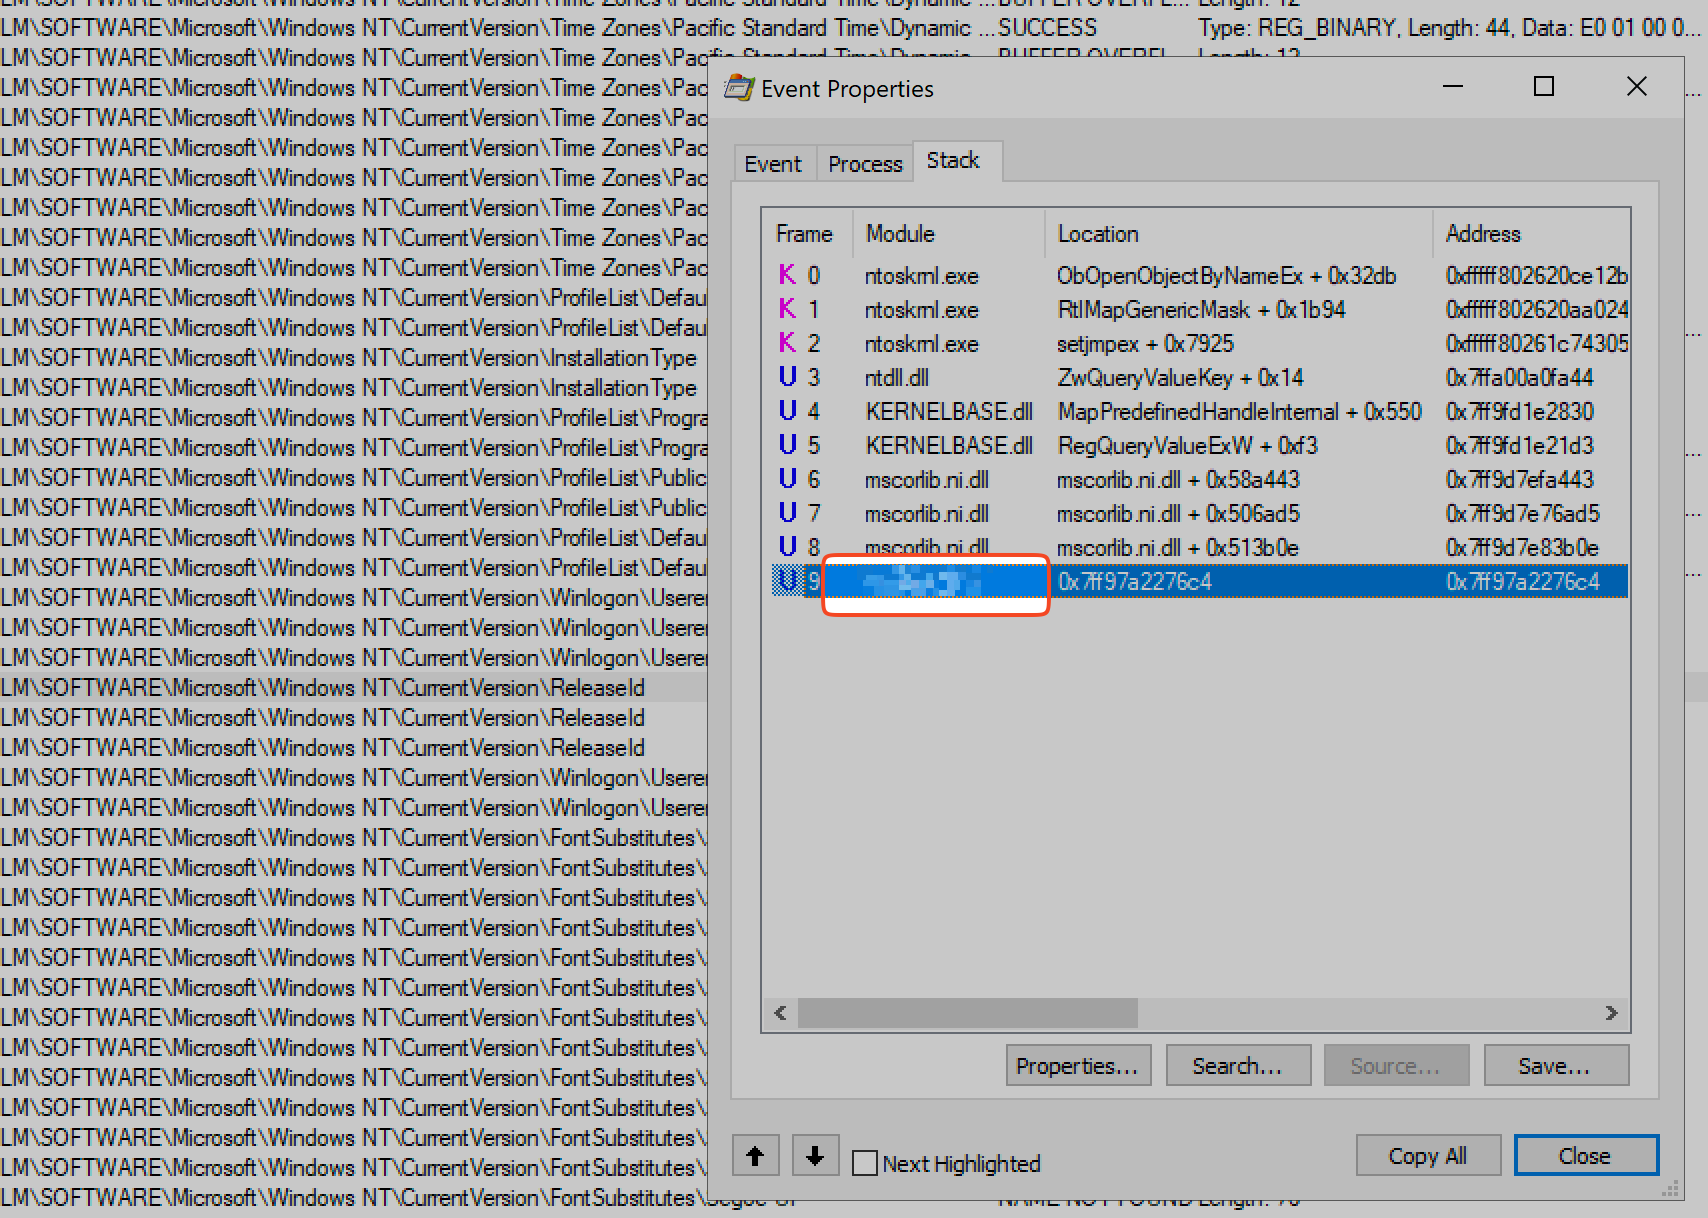 LM\SOFTWARE\Microsoft\Windows NT\CurrentVersion\Time Zones\Pacific Standard Time\Dynamic ... BUFFER OVERFL... Length: 12
LM\SOFTWARE\Microsoft\Windows NT\CurrentVersion\Time Zones\Pacific Standard Time\Dynamic ... SUCCESS Type: REG_BINARY, Length: 44, Data: E0 01 00 0...
LM\SOFTWARE\Microsoft\Windows NT\CurrentVersion\Time Zones\Pacific Standard Time\Dynamic ... BUFFER OVERFL... Length: 12
LM\SOFTWARE\Microsoft\Windows NT\CurrentVersion\Time Zones\Pac
LM\SOFTWARE\Microsoft\Windows NT\CurrentVersion\Time Zones\Pac
LM\SOFTWARE\Microsoft\Windows NT\CurrentVersion\Time Zones\Pac
LM\SOFTWARE\Microsoft\Windows NT\CurrentVersion\Time Zones\Pac
LM\SOFTWARE\Microsoft\Windows NT\CurrentVersion\Time Zones\Pac
LM\SOFTWARE\Microsoft\Windows NT\CurrentVersion\Time Zones\Pac
LM\SOFTWARE\Microsoft\Windows NT\CurrentVersion\Time Zones\Pac
LM\SOFTWARE\Microsoft\Windows NT\CurrentVersion\ProfileList\Defau
LM\SOFTWARE\Microsoft\Windows NT\CurrentVersion\ProfileList\Defau
LM\SOFTWARE\Microsoft\Windows NT\CurrentVersion\InstallationType
LM\SOFTWARE\Microsoft\Windows NT\CurrentVersion\InstallationType
LM\SOFTWARE\Microsoft\Windows NT\CurrentVersion\ProfileList\Progra
LM\SOFTWARE\Microsoft\Windows NT\CurrentVersion\ProfileList\Progra
LM\SOFTWARE\Microsoft\Windows NT\CurrentVersion\ProfileList\Public
LM\SOFTWARE\Microsoft\Windows NT\CurrentVersion\ProfileList\Public
LM\SOFTWARE\Microsoft\Windows NT\CurrentVersion\ProfileList\Defau
LM\SOFTWARE\Microsoft\Windows NT\CurrentVersion\ProfileList\Defau
LM\SOFTWARE\Microsoft\Windows NT\CurrentVersion\Winlogon\Userer
LM\SOFTWARE\Microsoft\Windows NT\CurrentVersion\Winlogon\Userer
LM\SOFTWARE\Microsoft\Windows NT\CurrentVersion\Winlogon\Userer
LM\SOFTWARE\Microsoft\Windows NT\CurrentVersion\ReleaseId
LM\SOFTWARE\Microsoft\Windows NT\CurrentVersion\ReleaseId
LM\SOFTWARE\Microsoft\Windows NT\CurrentVersion\ReleaseId
LM\SOFTWARE\Microsoft\Windows NT\CurrentVersion\Winlogon\Userer
LM\SOFTWARE\Microsoft\Windows NT\CurrentVersion\Winlogon\Userer
LM\SOFTWARE\Microsoft\Windows NT\CurrentVersion\FontSubstitutes\
LM\SOFTWARE\Microsoft\Windows NT\CurrentVersion\FontSubstitutes\
LM\SOFTWARE\Microsoft\Windows NT\CurrentVersion\FontSubstitutes\
LM\SOFTWARE\Microsoft\Windows NT\CurrentVersion\FontSubstitutes\
LM\SOFTWARE\Microsoft\Windows NT\CurrentVersion\FontSubstitutes\
LM\SOFTWARE\Microsoft\Windows NT\CurrentVersion\FontSubstitutes\
LM\SOFTWARE\Microsoft\Windows NT\CurrentVersion\FontSubstitutes\
LM\SOFTWARE\Microsoft\Windows NT\CurrentVersion\FontSubstitutes\
LM\SOFTWARE\Microsoft\Windows NT\CurrentVersion\FontSubstitutes\
LM\SOFTWARE\Microsoft\Windows NT\CurrentVersion\FontSubstitutes\
LM\SOFTWARE\Microsoft\Windows NT\CurrentVersion\FontSubstitutes\
LM\SOFTWARE\Microsoft\Windows NT\CurrentVersion\FontSubstitutes\
LM\SOFTWARE\Microsoft\Windows NT\CurrentVersion\FontSubstitutes\Segoe UI NAME NOT FOUND Length: 78
Event Properties
Event Process Stack
Frame Module Location Address
K 0 ntoskrnl.exe ObOpenObjectByNameEx + 0x32db 0xfffff802620ce12b
K 1 ntoskrnl.exe RtlMapGenericMask + 0x1b94 0xfffff802620aa024
K 2 ntoskrnl.exe setjmpex + 0x7925 0xfffff80261c74305
U 3 ntdll.dll ZwQueryValueKey + 0x14 0x7ffa00a0fa44
U 4 KERNELBASE.dll MapPredefinedHandleInternal + 0x550 0x7ff9fd1e2830
U 5 KERNELBASE.dll RegQueryValueExW + 0xf3 0x7ff9fd1e21d3
U 6 mscorlib.ni.dll mscorlib.ni.dll + 0x58a443 0x7ff9d7efa443
U 7 mscorlib.ni.dll mscorlib.ni.dll + 0x506ad5 0x7ff9d7e76ad5
U 8 mscorlib.ni.dll mscorlib.ni.dll + 0x513b0e 0x7ff9d7e83b0e
U 9 0x7ff97a2276c4 0x7ff97a2276c4
Properties... Search... Source... Save...
Next Highlighted Copy All Close